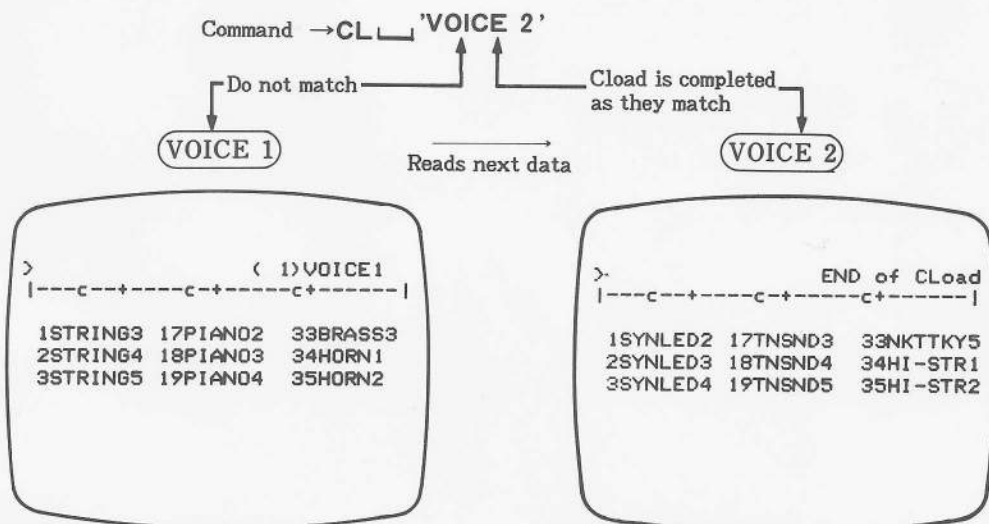 Command →CL␣'VOICE 2'
Do not match
Cload is completed
as they match
VOICE 1
Reads next data
VOICE 2
> ( 1)VOICE1
|---c--+----c-+-----c+------|
1STRING3 17PIANO2 33BRASS3
2STRING4 18PIANO3 34HORN1
3STRING5 19PIANO4 35HORN2
>. END of CLoad
|---c--+----c-+-----c+------|
1SYNLED2 17TNSND3 33NKTTKY5
2SYNLED3 18TNSND4 34HI-STR1
3SYNLED4 19TNSND5 35HI-STR2